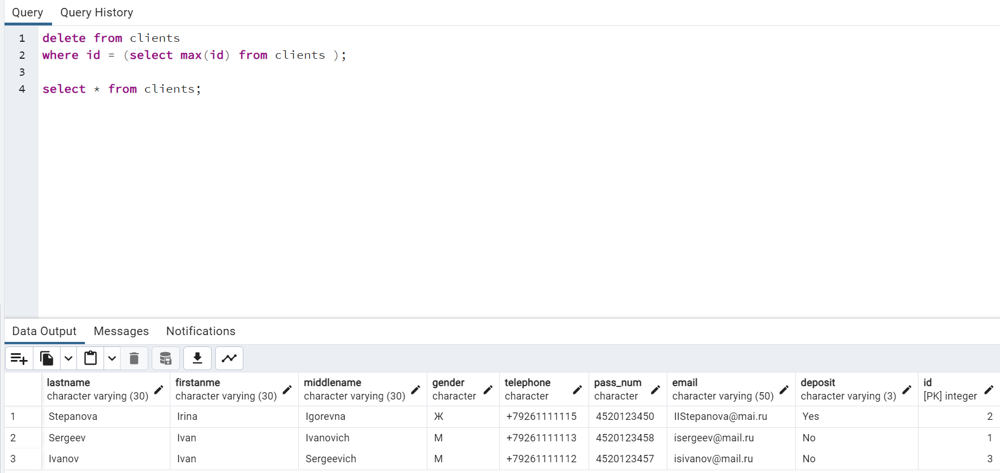 Query Query History
1 delete from clients
2 where id = (select max(id) from clients );
3
4 select * from clients;
Data Output Messages Notifications
lastname firstanme middlename gender telephone pass_num email deposit id
character varying (30) character varying (30) character varying (30) character character character character varying (50) character varying (3) [PK] integer
1 Stepanova Irina Igorevna Ж +79261111115 4520123450 IIStepanova@mai.ru Yes 2
2 Sergeev Ivan Ivanovich М +79261111113 4520123458 isergeev@mail.ru No 1
3 Ivanov Ivan Sergeevich М +79261111112 4520123457 isivanov@mail.ru No 3